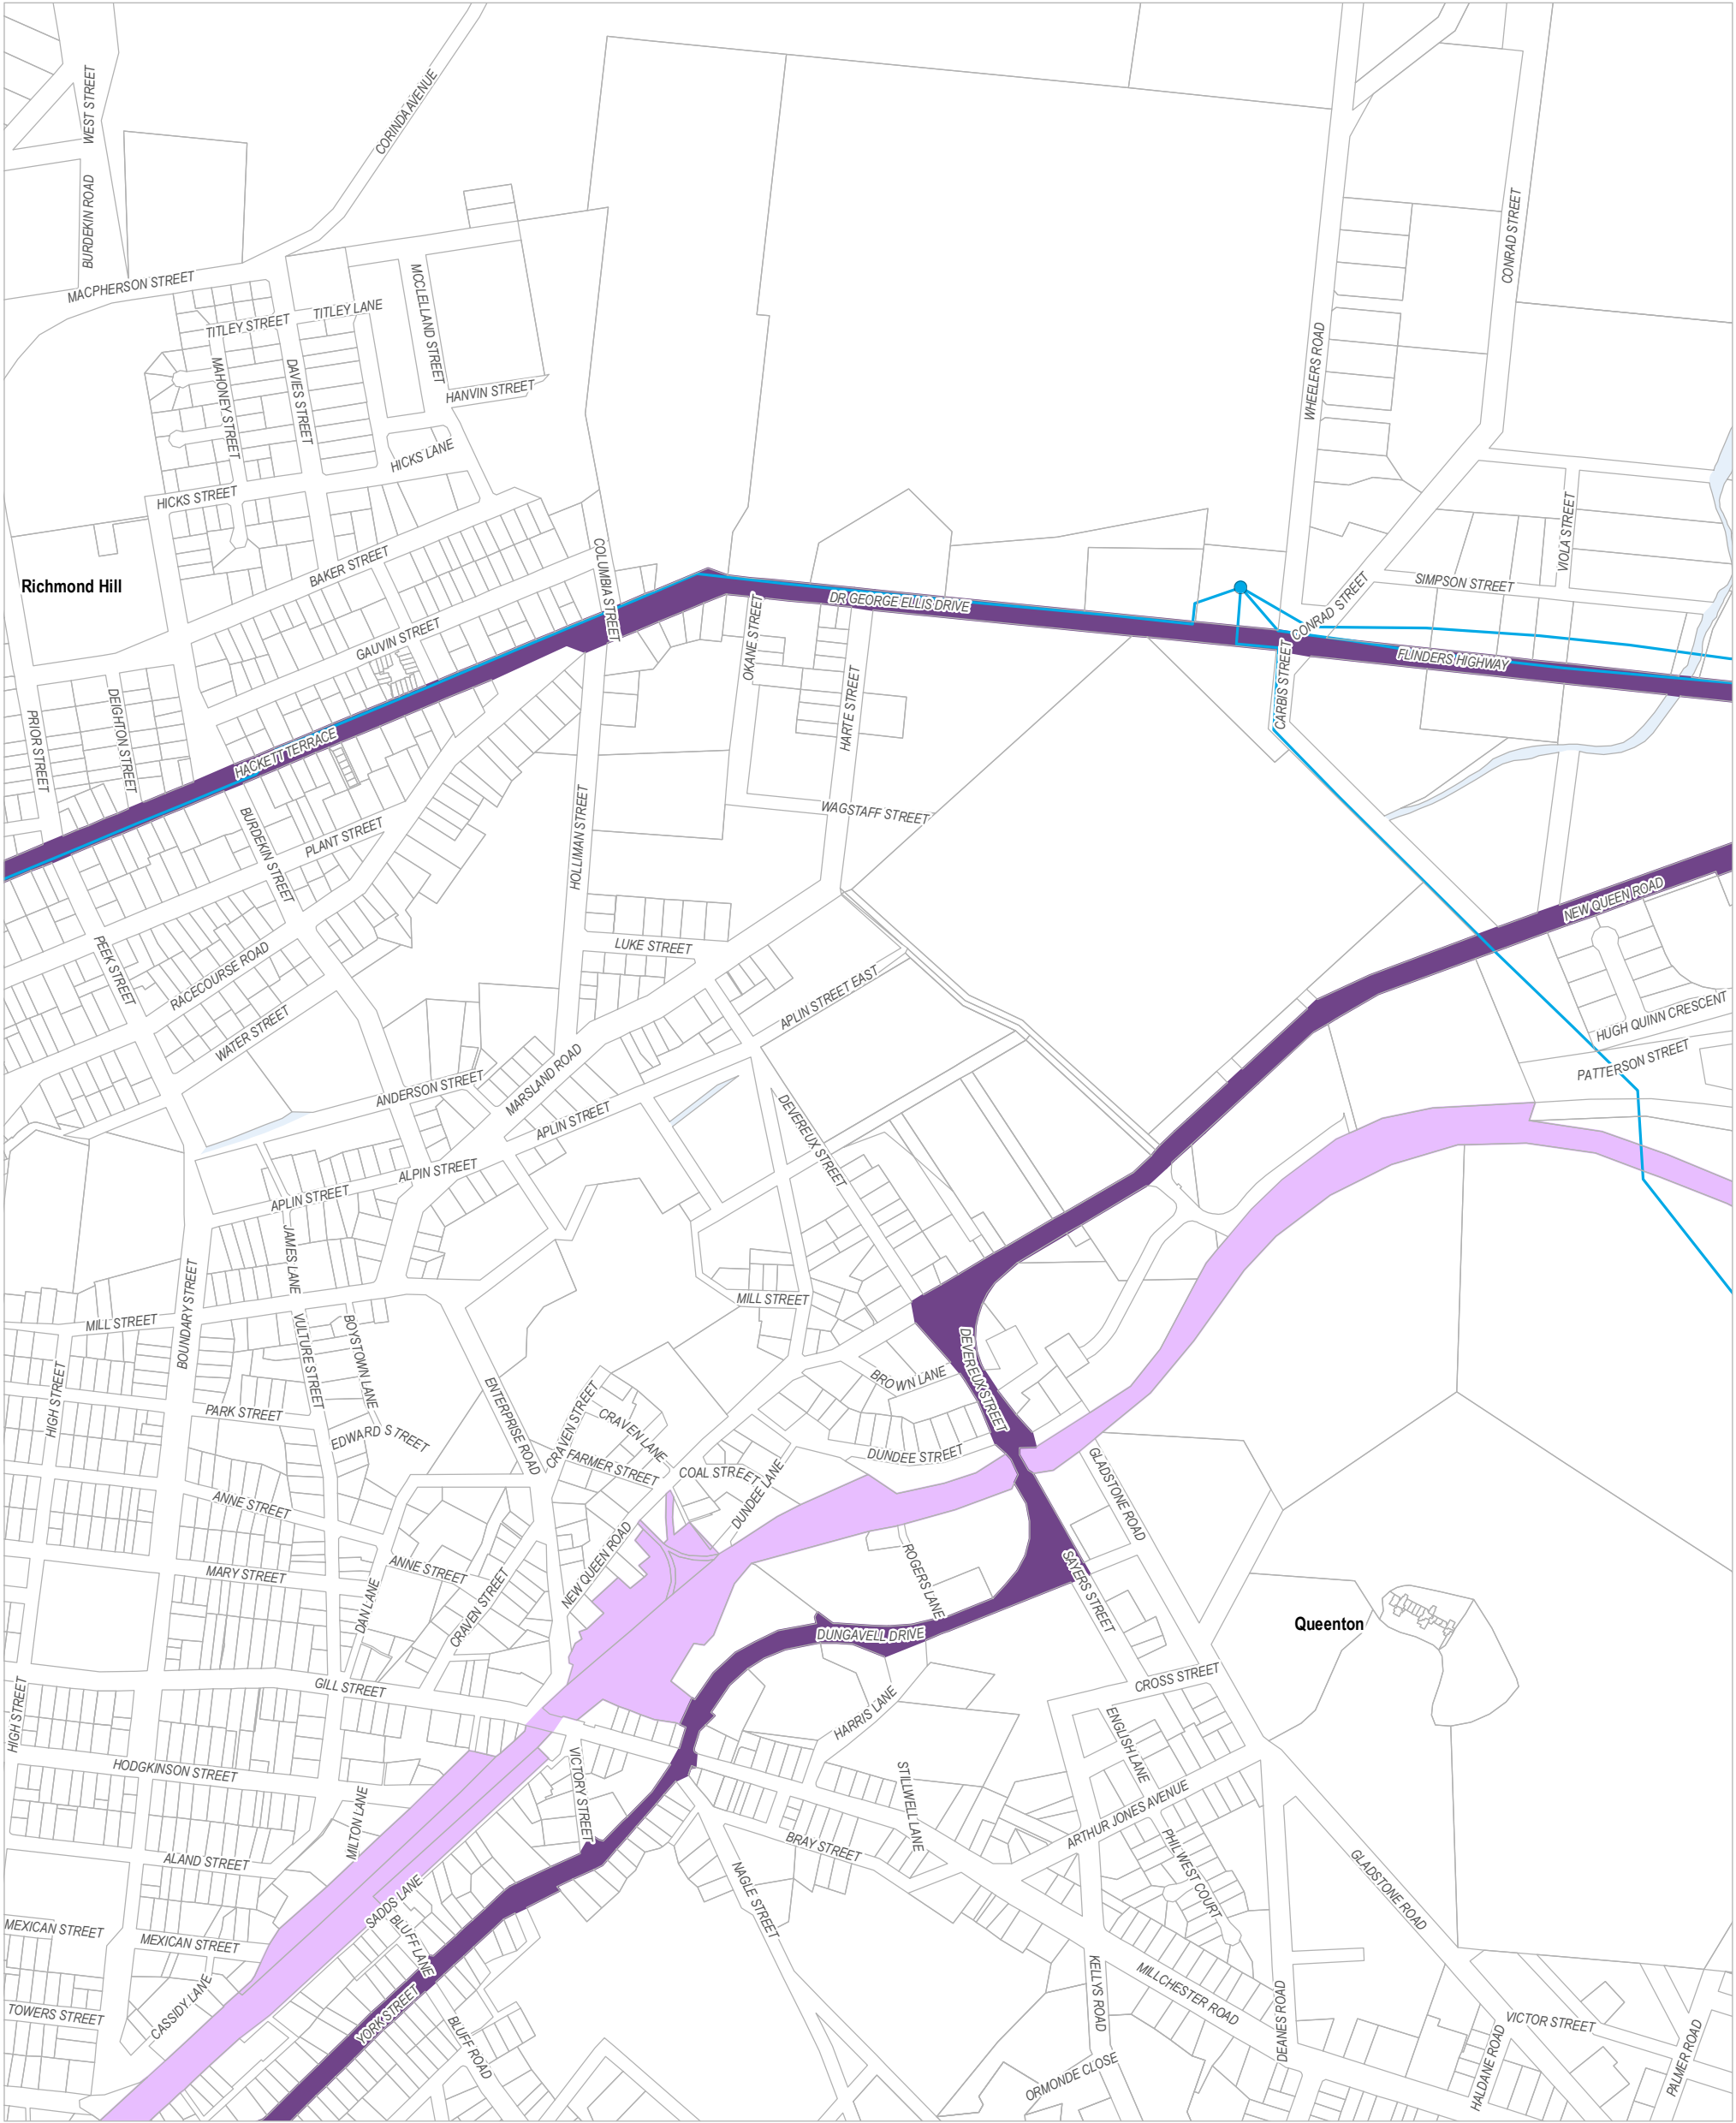 WEST STREET
CORINDA AVENUE
BURDEKIN ROAD
CONRAD STREET
MACPHERSON STREET
MCCLELLAND STREET
TITLEY LANE
TITLEY STREET
WHEELERS ROAD
MAHONEY STREET
DAVIES STREET
HANVIN STREET
HICKS LANE
HICKS STREET
VIOLA STREET
BAKER STREET
COLUMBIA STREET
Richmond Hill
SIMPSON STREET
DR GEORGE ELLIS DRIVE
CONRAD STREET
OKANE STREET
GAUVIN STREET
FLINDERS HIGHWAY
CARBIS STREET
HARTE STREET
DEIGHTON STREET
PRIOR STREET
HACKETT TERRACE
WAGSTAFF STREET
HOLLIMAN STREET
PLANT STREET
BURDEKIN STREET
NEW QUEEN ROAD
LUKE STREET
PEEK STREET
RACECOURSE ROAD
APLIN STREET EAST
HUGH QUINN CRESCENT
WATER STREET
PATTERSON STREET
MARSLAND ROAD
ANDERSON STREET
APLIN STREET
DEVEREUX STREET
ALPIN STREET
APLIN STREET
JAMES LANE
BOUNDARY STREET
MILL STREET
MILL STREET
VULTURE STREET
BOYSTOWN LANE
DEVEREUX STREET
BROWN LANE
HIGH STREET
ENTERPRISE ROAD
CRAVEN STREET
CRAVEN LANE
PARK STREET
EDWARD STREET
DUNDEE STREET
FARMER STREET
COAL STREET
DUNDEE LANE
GLADSTONE ROAD
ANNE STREET
NEW QUEEN ROAD
ROGERS LANE
SAYERS STREET
ANNE STREET
MARY STREET
DAN LANE
CRAVEN STREET
Queenton
DUNGAVELL DRIVE
CROSS STREET
GILL STREET
HARRIS LANE
HIGH STREET
ENGLISH LANE
HODGKINSON STREET
VICTORY STREET
STILLWELL LANE
ARTHUR JONES AVENUE
MILTON LANE
BRAY STREET
PHILWEST COURT
ALAND STREET
GLADSTONE ROAD
NAGLE STREET
SADDS LANE
BLUFF LANE
MEXICAN STREET
MEXICAN STREET
CASSIDY LANE
KELLYS ROAD
MILLCHESTER ROAD
YORK STREET
TOWERS STREET
DEANES ROAD
VICTOR STREET
BLUFF ROAD
HALDANE ROAD
PALMER ROAD
ORMONDE CLOSE